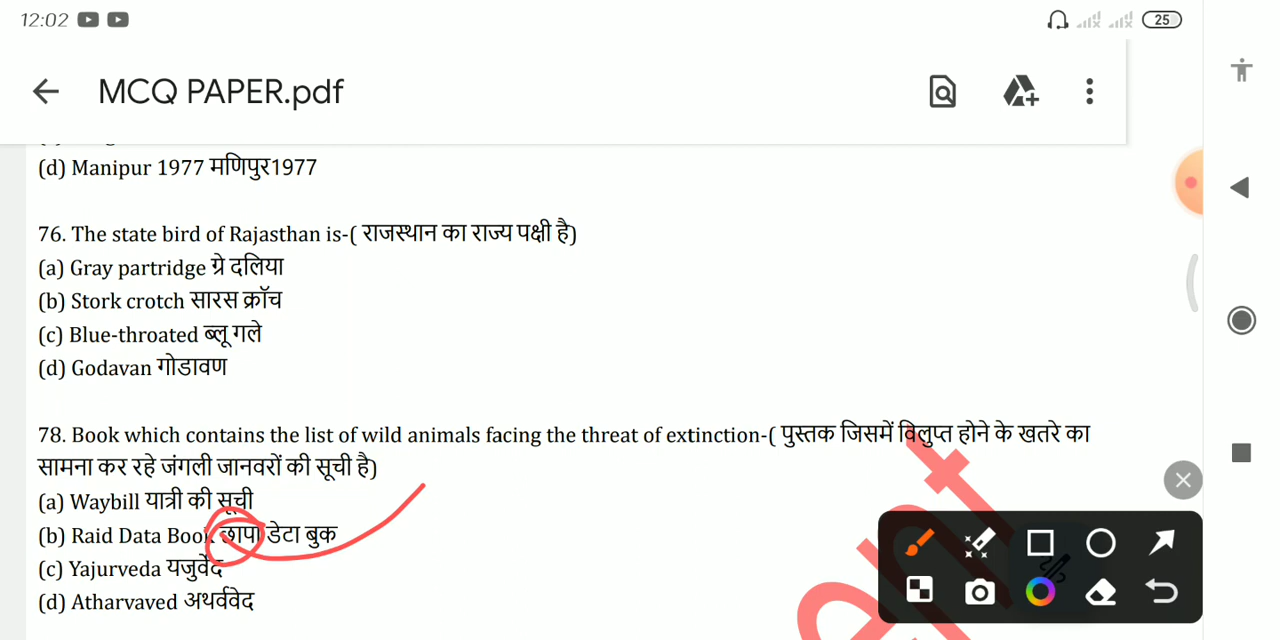 12:02
25
MCQ PAPER.pdf
(d) Manipur 1977 मणिपुर1977
76. The state bird of Rajasthan is-( राजस्थान का राज्य पक्षी है)
(a) Gray partridge ग्रे दलिया
(b) Stork crotch सारस क्रॉच
(c) Blue-throated ब्लू गले
(d) Godavan गोडावण
78. Book which contains the list of wild animals facing the threat of extinction-( पुस्तक जिसमें विलुप्त होने के खतरे का
सामना कर रहे जंगली जानवरों की सूची है)
(a) Waybill यात्री की सूची
(b) Raid Data Book छापा डेटा बुक
(c) Yajurveda यजुर्वेद
(d) Atharvaved अथर्ववेद